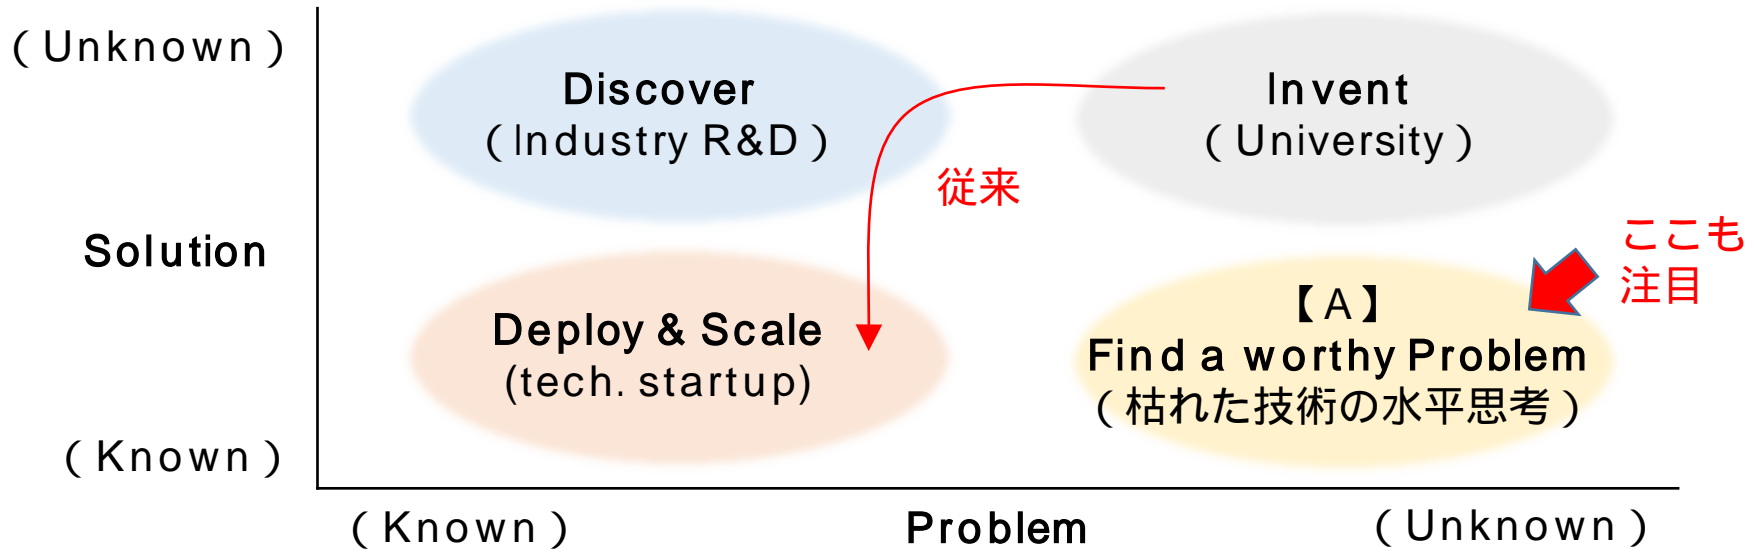 （Unknown）
Discover
（Industry R&D）
Invent
（University）
従来
Solution
ここも
注目
Deploy & Scale
(tech. startup)
【A】
Find a worthy Problem
（枯れた技術の水平思考）
（Known）
（Known）
Problem
（Unknown）